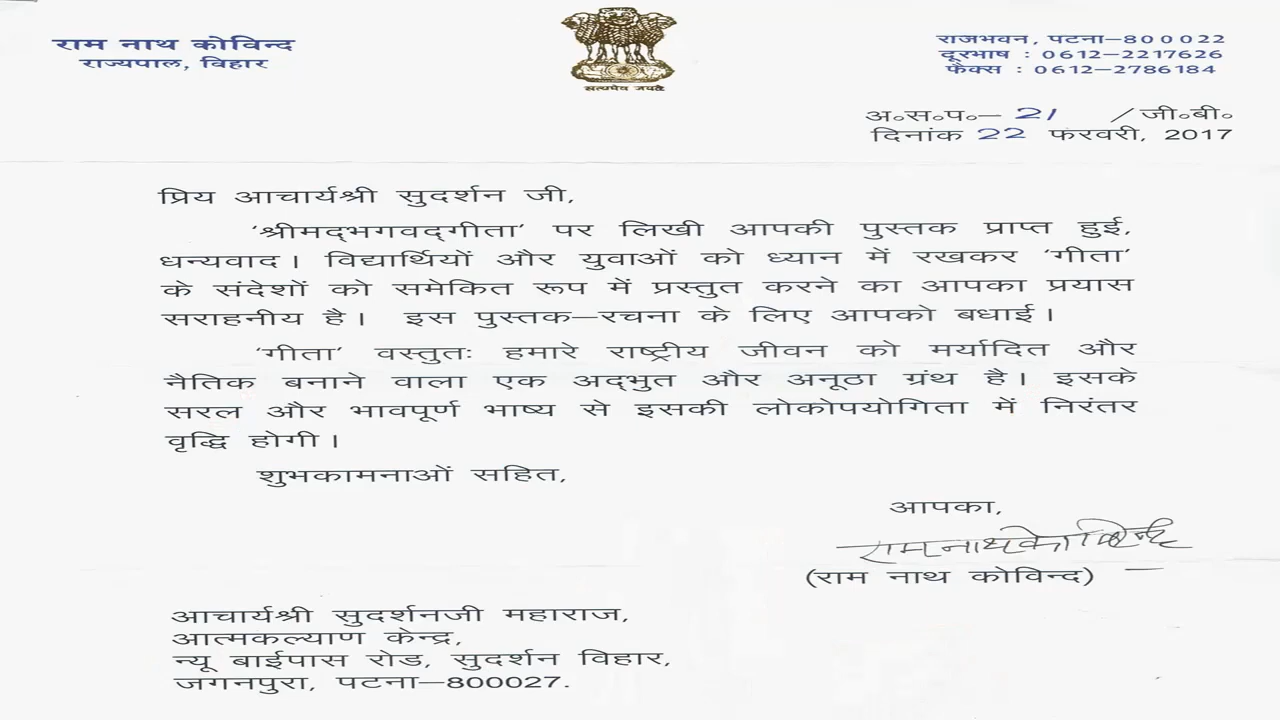 राम नाथ कोविन्द
राज्यपाल, बिहार
सत्यमेव जयते
राजभवन, पटना–800022
दूरभाष : 0612–2217626
फैक्स : 0612–2786184
अ०स०प०– 21 /जी०बी०
दिनांक 22 फरवरी, 2017
प्रिय आचार्यश्री सुदर्शन जी,
'श्रीमद्‌भगवद्‌गीता' पर लिखी आपकी पुस्तक प्राप्त हुई,
धन्यवाद। विद्यार्थियों और युवाओं को ध्यान में रखकर 'गीता'
के संदेशों को समेकित रूप में प्रस्तुत करने का आपका प्रयास
सराहनीय है। इस पुस्तक–रचना के लिए आपको बधाई।
'गीता' वस्तुतः हमारे राष्ट्रीय जीवन को मर्यादित और
नैतिक बनाने वाला एक अद्‌भुत और अनूठा ग्रंथ है। इसके
सरल और भावपूर्ण भाष्य से इसकी लोकोपयोगिता में निरंतर
वृद्धि होगी।
शुभकामनाओं सहित,
आपका,
रामनाथ कोविन्द
(राम नाथ कोविन्द)
आचार्यश्री सुदर्शनजी महाराज,
आत्मकल्याण केन्द्र,
न्यू बाईपास रोड, सुदर्शन विहार,
जगनपुरा, पटना–800027.